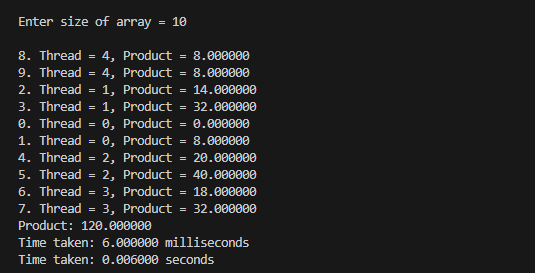 Enter size of array = 10
8. Thread = 4, Product = 8.000000
9. Thread = 4, Product = 8.000000
2. Thread = 1, Product = 14.000000
3. Thread = 1, Product = 32.000000
0. Thread = 0, Product = 0.000000
1. Thread = 0, Product = 8.000000
4. Thread = 2, Product = 20.000000
5. Thread = 2, Product = 40.000000
6. Thread = 3, Product = 18.000000
7. Thread = 3, Product = 32.000000
Product: 120.000000
Time taken: 6.000000 milliseconds
Time taken: 0.006000 seconds